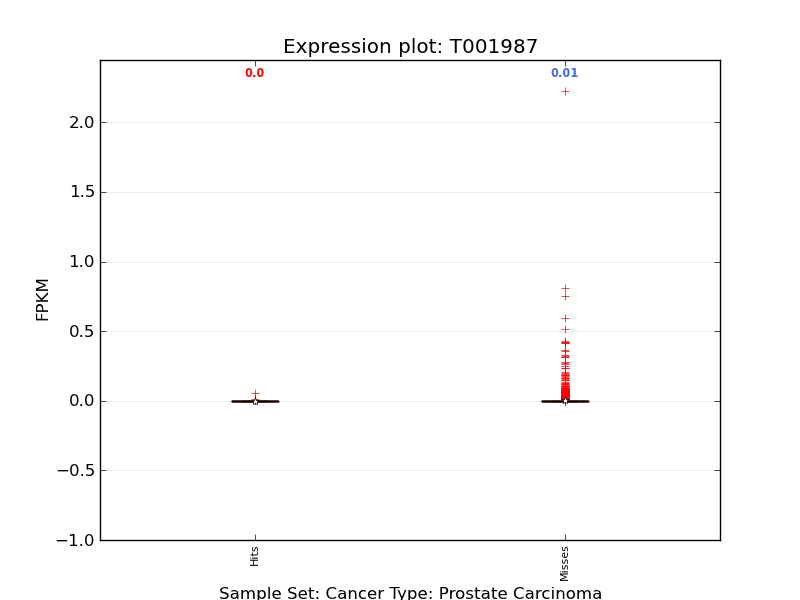 Expression plot: T001987
0.0
0.01
2.0
1.5
1.0
0.5
0.0
−0.5
−1.0
FPKM
Hits
Misses
Sample Set: Cancer Type: Prostate Carcinoma